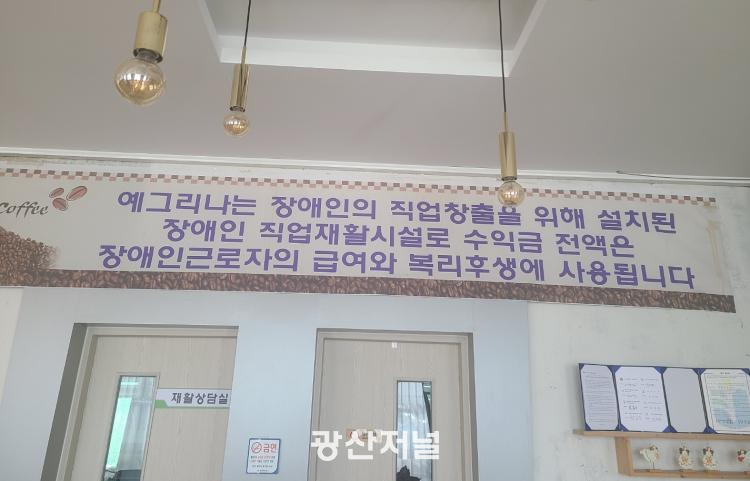 Coffee
예그리나는 장애인의 직업창출을 위해 설치된
장애인 직업재활시설로 수익금 전액은
장애인근로자의 급여와 복리후생에 사용됩니다
재활상담실
금연
광산저널